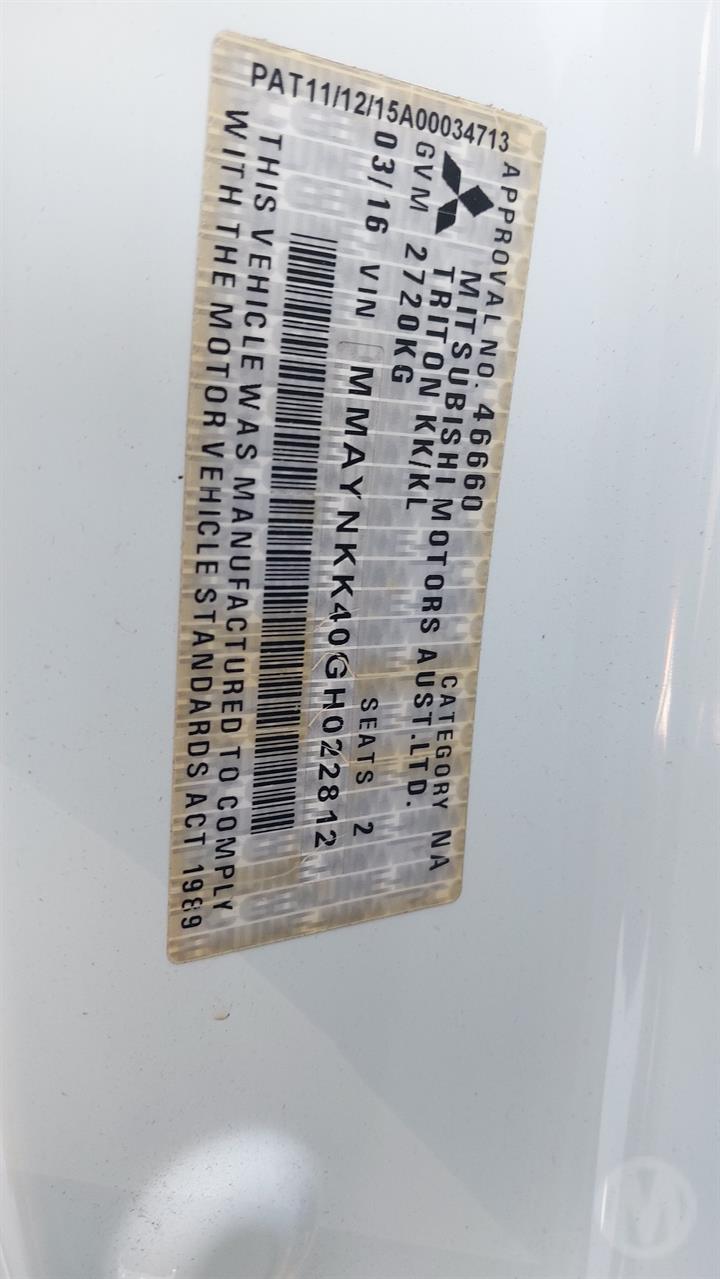 PAT11/12/15A00034713
APPROVAL NO. 46660 CATEGORY NA
MITSUBISHI MOTORS AUST.LTD.
TRITON KK/KL
GVM 2720KG SEATS 2
03/16 VIN MMAYNKK40GH022812
THIS VEHICLE WAS MANUFACTURED TO COMPLY
WITH THE MOTOR VEHICLE STANDARDS ACT 1989
M